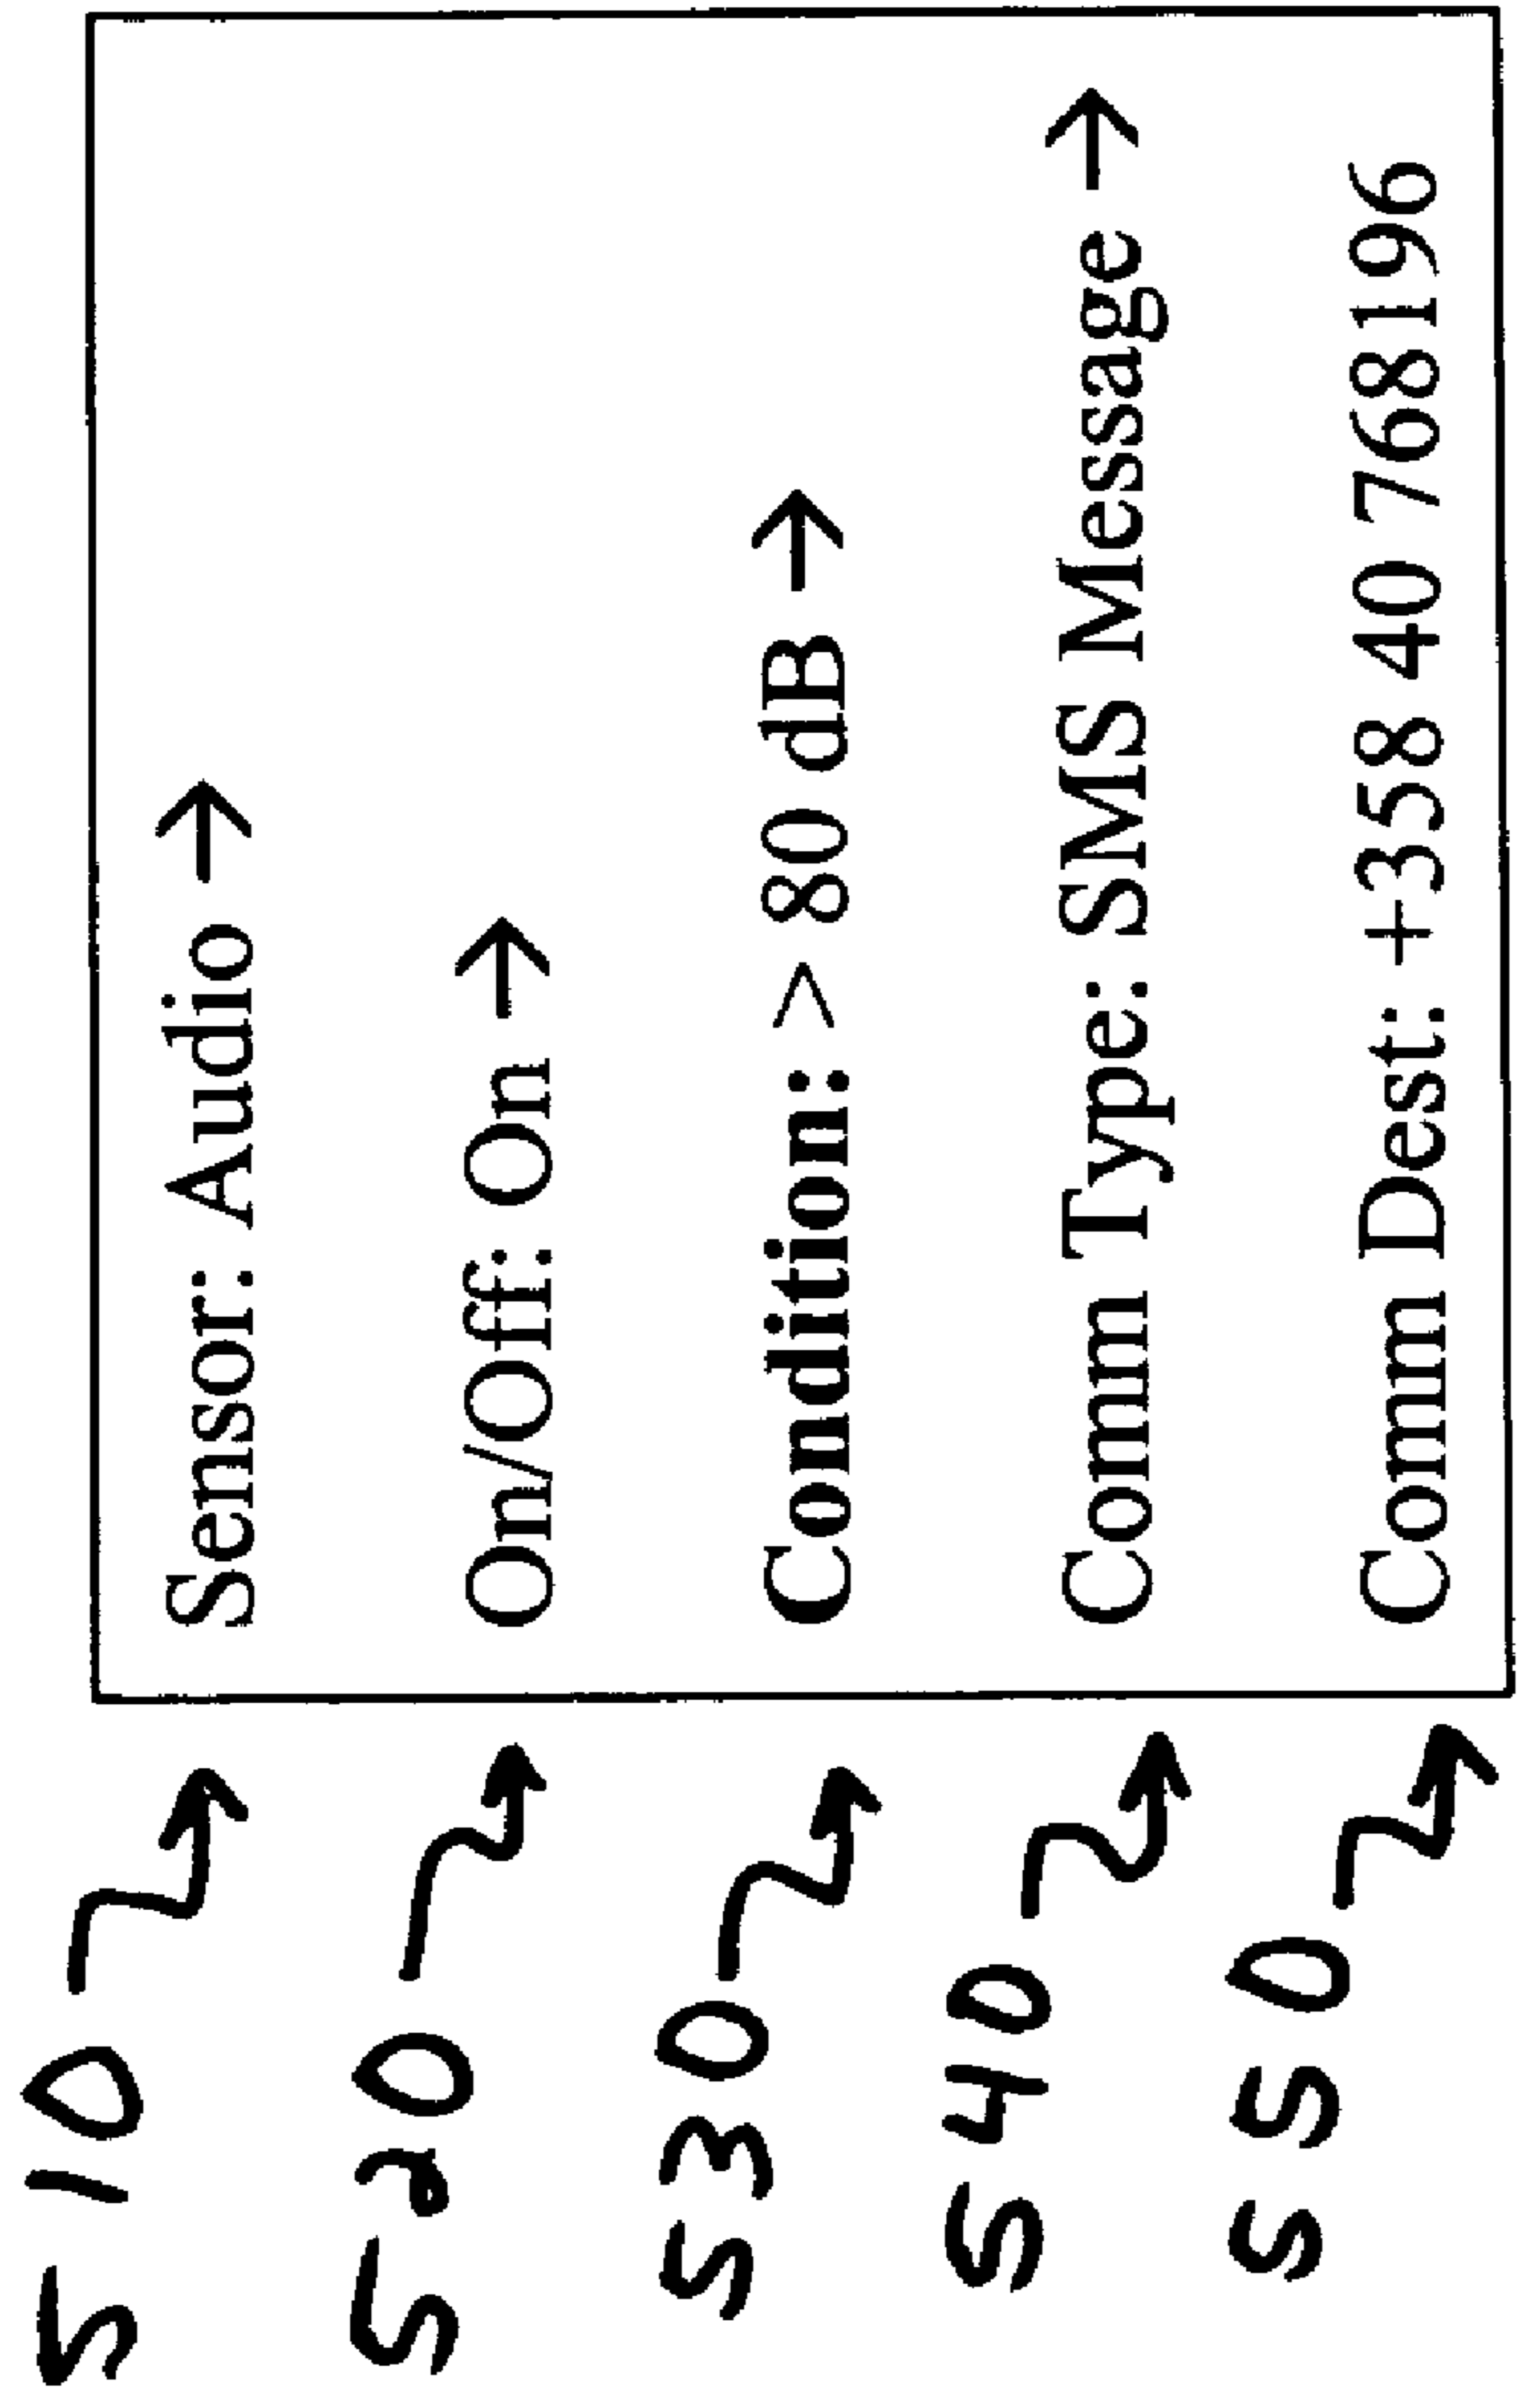 510 Sensor: Audio →
520 On/Off: On →
530 Condition: > 80 dB →
540 Comm Type: SMS Message →
550 Comm Dest: +358 40 768196